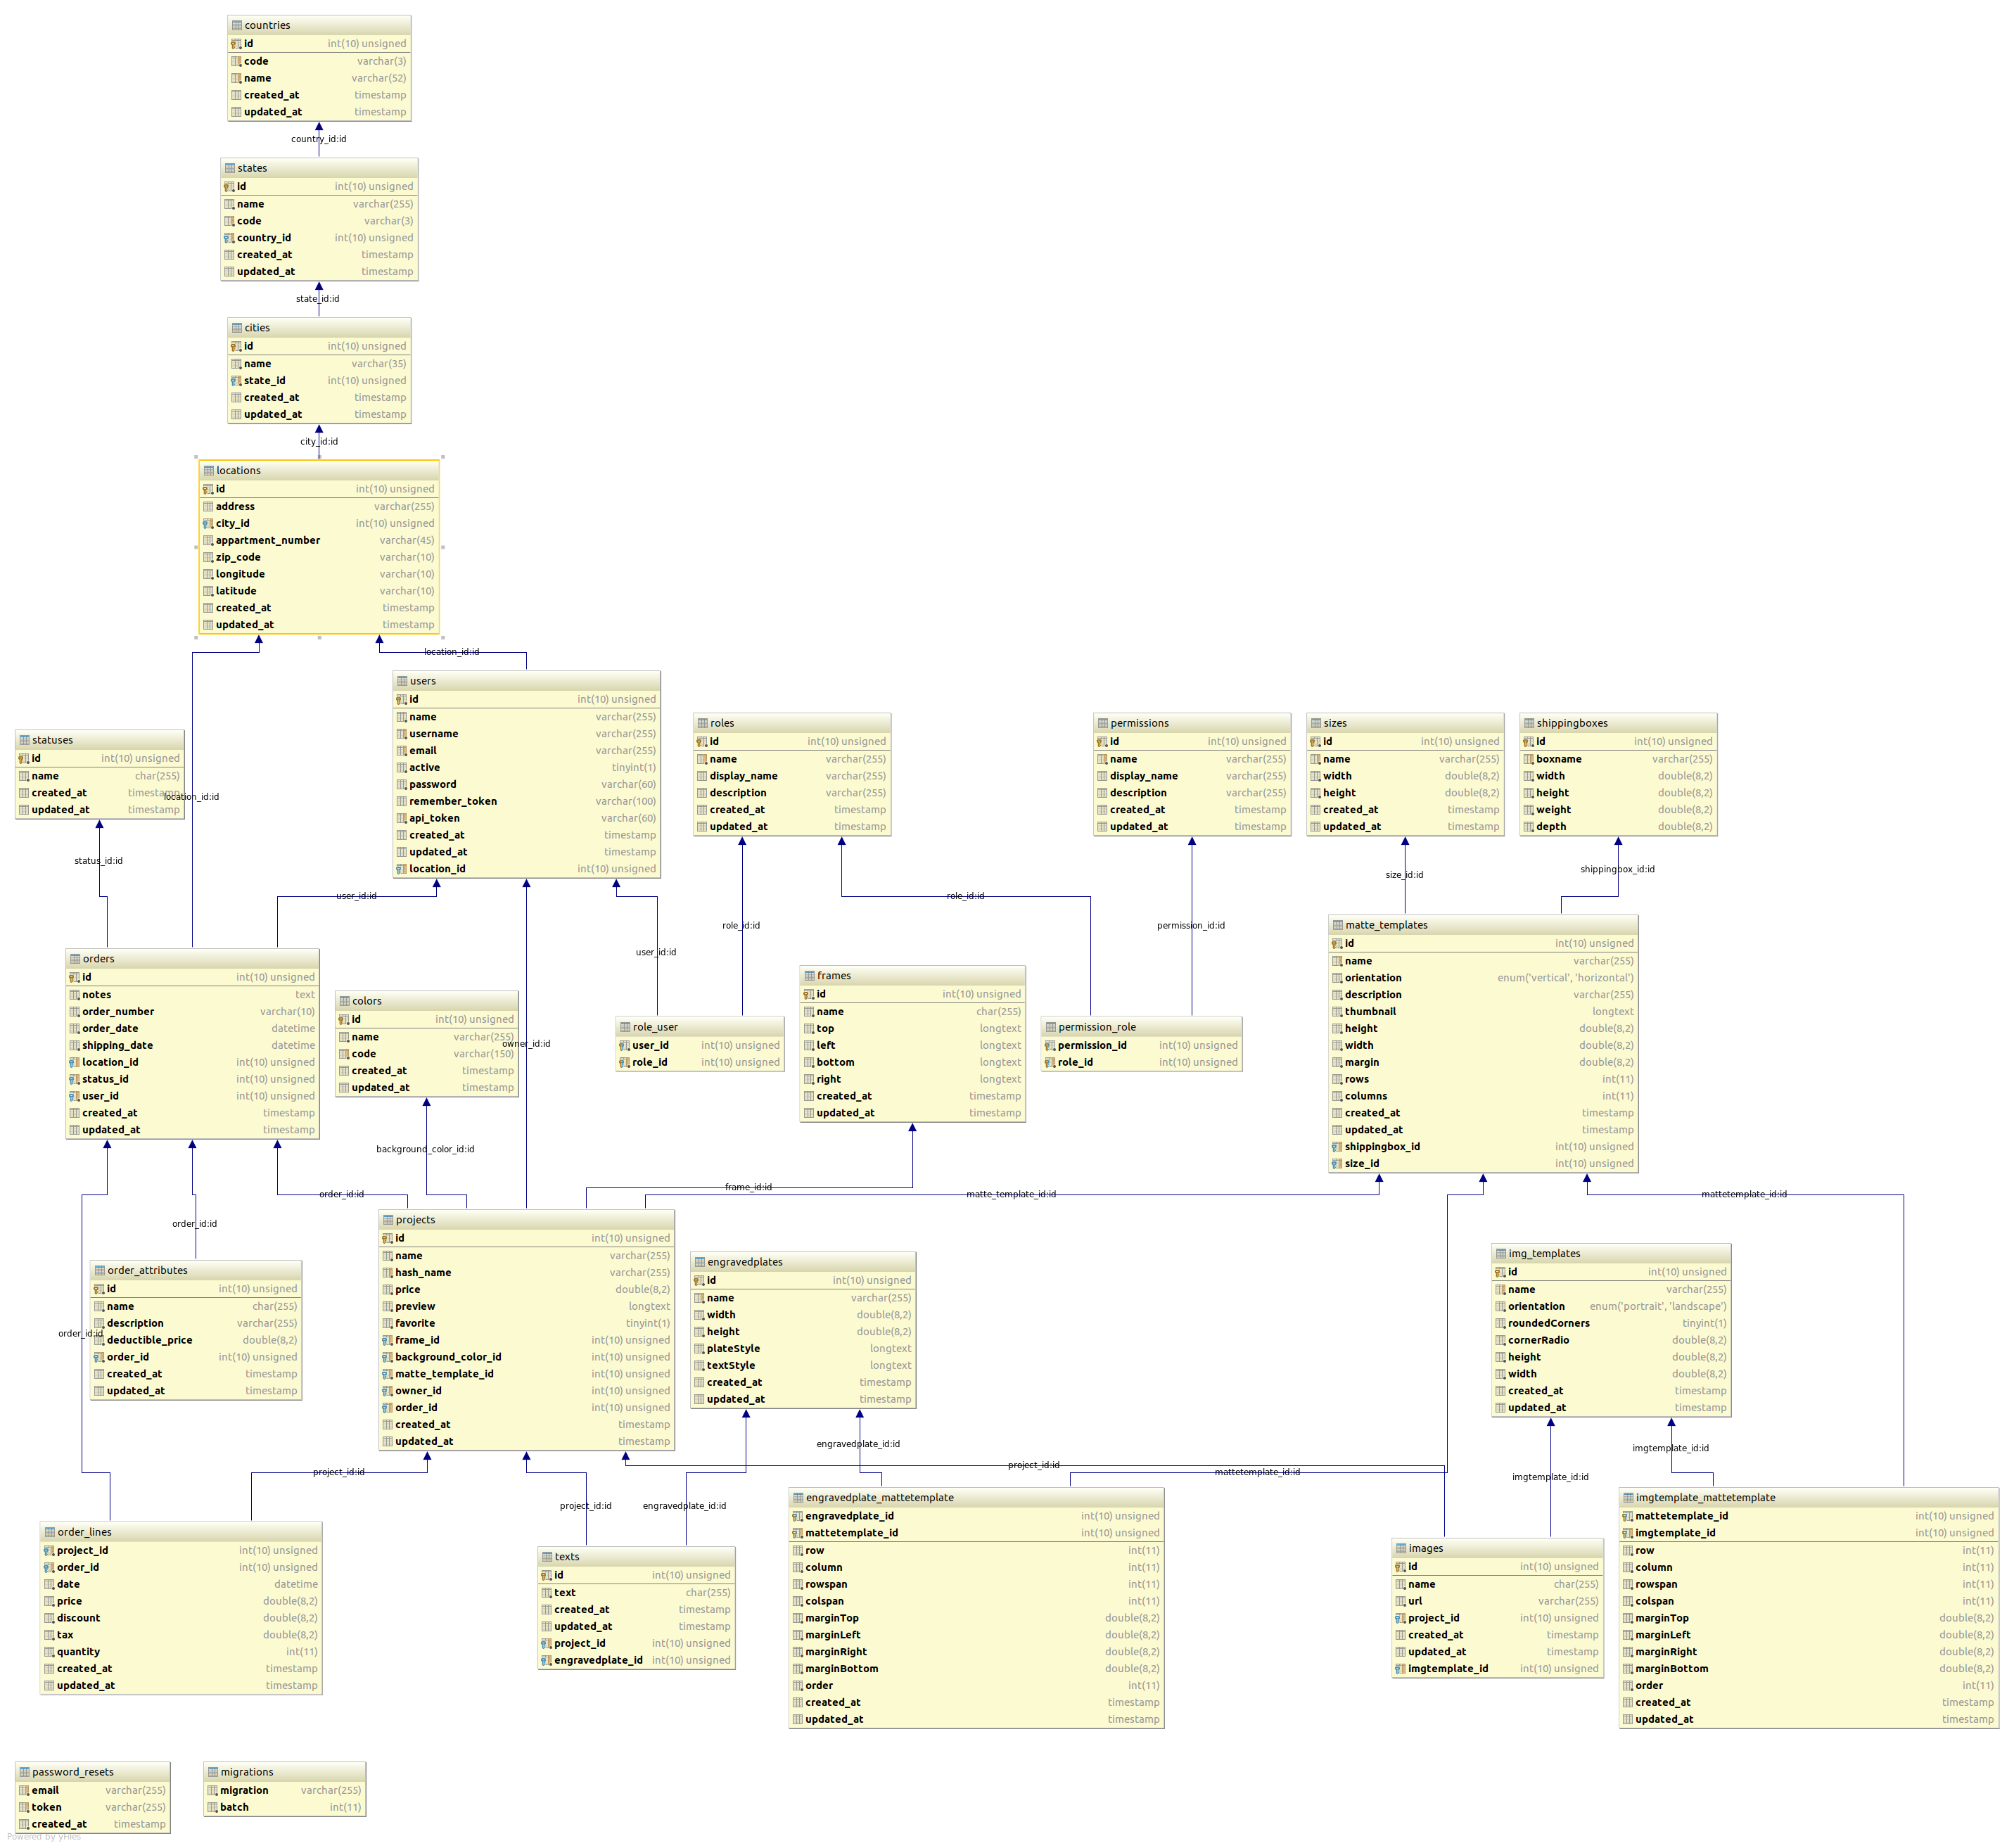 countries
id int(10) unsigned
code varchar(3)
name varchar(52)
created_at timestamp
updated_at timestamp
country_id:id
states
id int(10) unsigned
name varchar(255)
code varchar(3)
country_id int(10) unsigned
created_at timestamp
updated_at timestamp
state_id:id
cities
id int(10) unsigned
name varchar(35)
state_id int(10) unsigned
created_at timestamp
updated_at timestamp
city_id:id
locations
id int(10) unsigned
address varchar(255)
city_id int(10) unsigned
appartment_number varchar(45)
zip_code varchar(10)
longitude varchar(10)
latitude varchar(10)
created_at timestamp
updated_at timestamp
location_id:id
users
id int(10) unsigned
name varchar(255)
username varchar(255)
email varchar(255)
active tinyint(1)
password varchar(60)
remember_token varchar(100)
api_token varchar(60)
created_at timestamp
updated_at timestamp
location_id int(10) unsigned
statuses
id int(10) unsigned
name char(255)
created_at timestamp
updated_at timestamp
location_id:id
roles
id int(10) unsigned
name varchar(255)
display_name varchar(255)
description varchar(255)
created_at timestamp
updated_at timestamp
permissions
id int(10) unsigned
name varchar(255)
display_name varchar(255)
description varchar(255)
created_at timestamp
updated_at timestamp
sizes
id int(10) unsigned
name varchar(255)
width double(8,2)
height double(8,2)
created_at timestamp
updated_at timestamp
shippingboxes
id int(10) unsigned
boxname varchar(255)
width double(8,2)
height double(8,2)
weight double(8,2)
depth double(8,2)
status_id:id
user_id:id
user_id:id
role_id:id
role_id:id
permission_id:id
size_id:id
shippingbox_id:id
orders
id int(10) unsigned
notes text
order_number varchar(10)
order_date datetime
shipping_date datetime
location_id int(10) unsigned
status_id int(10) unsigned
user_id int(10) unsigned
created_at timestamp
updated_at timestamp
colors
id int(10) unsigned
name varchar(255)
code varchar(150)
created_at timestamp
updated_at timestamp
owner_id:id
role_user
user_id int(10) unsigned
role_id int(10) unsigned
frames
id int(10) unsigned
name char(255)
top longtext
left longtext
bottom longtext
right longtext
created_at timestamp
updated_at timestamp
permission_role
permission_id int(10) unsigned
role_id int(10) unsigned
matte_templates
id int(10) unsigned
name varchar(255)
orientation enum('vertical', 'horizontal')
description varchar(255)
thumbnail longtext
height double(8,2)
width double(8,2)
margin double(8,2)
rows int(11)
columns int(11)
created_at timestamp
updated_at timestamp
shippingbox_id int(10) unsigned
size_id int(10) unsigned
background_color_id:id
order_id:id
order_id:id
order_id:id
frame_id:id
matte_template_id:id
mattetemplate_id:id
order_attributes
id int(10) unsigned
name char(255)
description varchar(255)
deductible_price double(8,2)
order_id int(10) unsigned
created_at timestamp
updated_at timestamp
projects
id int(10) unsigned
name varchar(255)
hash_name varchar(255)
price double(8,2)
preview longtext
favorite tinyint(1)
frame_id int(10) unsigned
background_color_id int(10) unsigned
matte_template_id int(10) unsigned
owner_id int(10) unsigned
order_id int(10) unsigned
created_at timestamp
updated_at timestamp
engravedplates
id int(10) unsigned
name varchar(255)
width double(8,2)
height double(8,2)
plateStyle longtext
textStyle longtext
created_at timestamp
updated_at timestamp
img_templates
id int(10) unsigned
name varchar(255)
orientation enum('portrait', 'landscape')
roundedCorners tinyint(1)
cornerRadio double(8,2)
height double(8,2)
width double(8,2)
created_at timestamp
updated_at timestamp
project_id:id
project_id:id
engravedplate_id:id
engravedplate_id:id
project_id:id
mattetemplate_id:id
imgtemplate_id:id
imgtemplate_id:id
order_lines
project_id int(10) unsigned
order_id int(10) unsigned
date datetime
price double(8,2)
discount double(8,2)
tax double(8,2)
quantity int(11)
created_at timestamp
updated_at timestamp
texts
id int(10) unsigned
text char(255)
created_at timestamp
updated_at timestamp
project_id int(10) unsigned
engravedplate_id int(10) unsigned
engravedplate_mattetemplate
engravedplate_id int(10) unsigned
mattetemplate_id int(10) unsigned
row int(11)
column int(11)
rowspan int(11)
colspan int(11)
marginTop double(8,2)
marginLeft double(8,2)
marginRight double(8,2)
marginBottom double(8,2)
order int(11)
created_at timestamp
updated_at timestamp
images
id int(10) unsigned
name char(255)
url varchar(255)
project_id int(10) unsigned
created_at timestamp
updated_at timestamp
imgtemplate_id int(10) unsigned
imgtemplate_mattetemplate
mattetemplate_id int(10) unsigned
imgtemplate_id int(10) unsigned
row int(11)
column int(11)
rowspan int(11)
colspan int(11)
marginTop double(8,2)
marginLeft double(8,2)
marginRight double(8,2)
marginBottom double(8,2)
order int(11)
created_at timestamp
updated_at timestamp
password_resets
email varchar(255)
token varchar(255)
created_at timestamp
migrations
migration varchar(255)
batch int(11)
Powered by yFiles